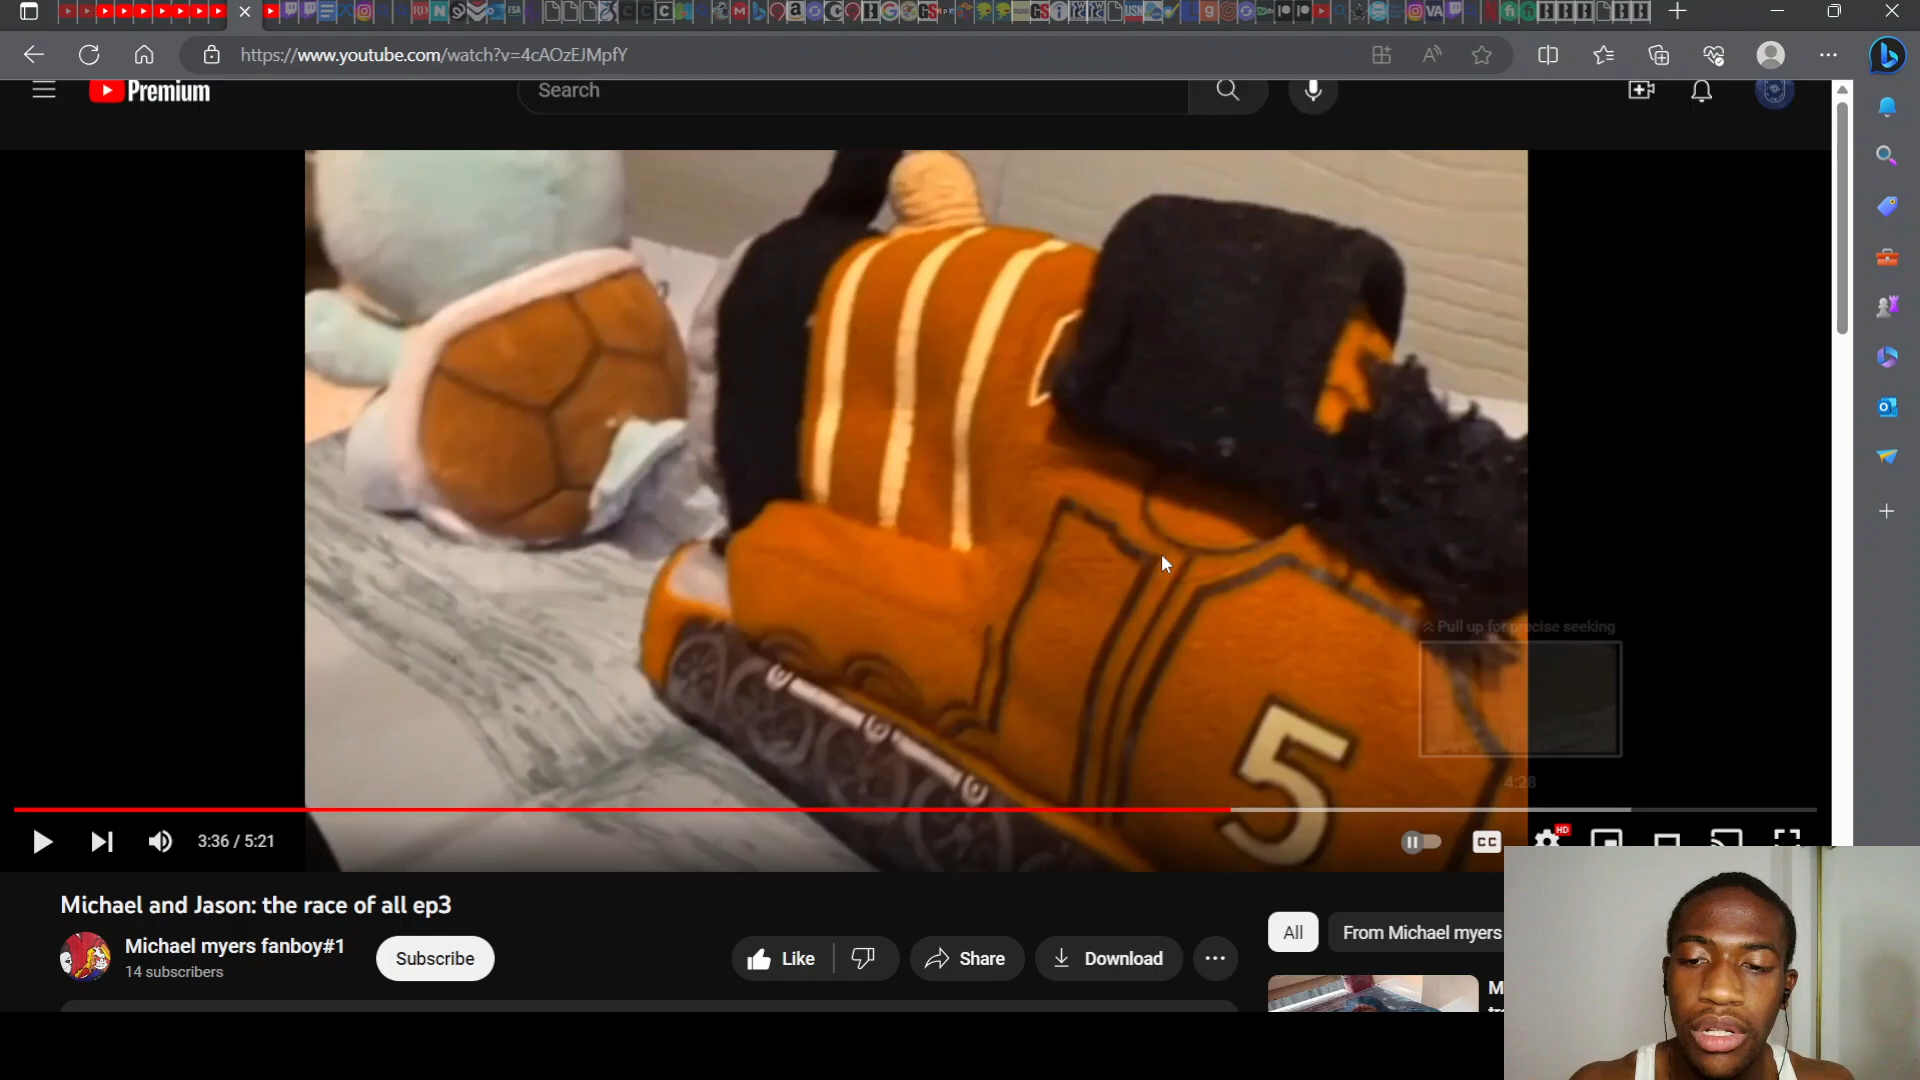 https://www.youtube.com/watch?v=4cAOzEJMpfY
Premium
Search
5
Pull up for precise seeking
4:28
3:36 / 5:21
HD
CC
Michael and Jason: the race of all ep3
Michael myers fanboy#1
14 subscribers
Subscribe
Like
Share
Download
All
From Michael myers
M